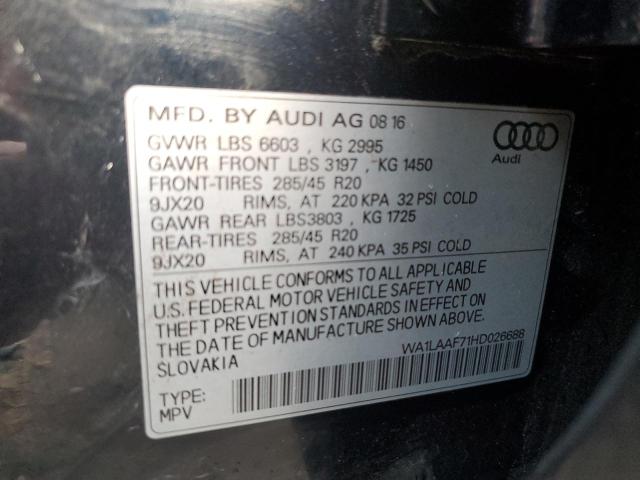 MFD. BY AUDI AG 08 16
GVWR LBS 6603 , KG 2995
GAWR FRONT LBS 3197 , KG 1450
FRONT-TIRES 285/45 R20
9JX20 RIMS, AT 220 KPA 32 PSI COLD
GAWR REAR LBS3803 , KG 1725
REAR-TIRES 285/45 R20
9JX20 RIMS, AT 240 KPA 35 PSI COLD
Audi
THIS VEHICLE CONFORMS TO ALL APPLICABLE
U.S. FEDERAL MOTOR VEHICLE SAFETY AND
THEFT PREVENTION STANDARDS IN EFFECT ON
THE DATE OF MANUFACTURE SHOWN ABOVE.
SLOVAKIA
WA1LAAF71HD026688
TYPE:
MPV